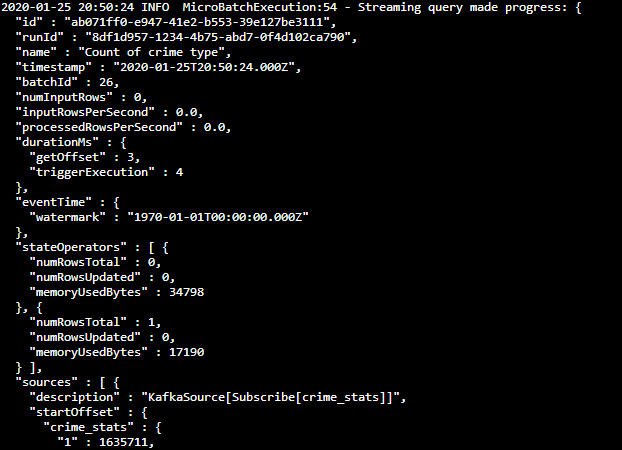 2020-01-25 20:50:24 INFO  MicroBatchExecution:54 - Streaming query made progress: {
  "id" : "ab071ff0-e947-41e2-b553-39e127be3111",
  "runId" : "8df1d957-1234-4b75-abd7-0f4d102ca790",
  "name" : "Count of crime type",
  "timestamp" : "2020-01-25T20:50:24.000Z",
  "batchId" : 26,
  "numInputRows" : 0,
  "inputRowsPerSecond" : 0.0,
  "processedRowsPerSecond" : 0.0,
  "durationMs" : {
    "getOffset" : 3,
    "triggerExecution" : 4
  },
  "eventTime" : {
    "watermark" : "1970-01-01T00:00:00.000Z"
  },
  "stateOperators" : [ {
    "numRowsTotal" : 0,
    "numRowsUpdated" : 0,
    "memoryUsedBytes" : 34798
  }, {
    "numRowsTotal" : 1,
    "numRowsUpdated" : 0,
    "memoryUsedBytes" : 17190
  } ],
  "sources" : [ {
    "description" : "KafkaSource[Subscribe[crime_stats]]",
    "startOffset" : {
      "crime_stats" : {
        "1" : 1635711,